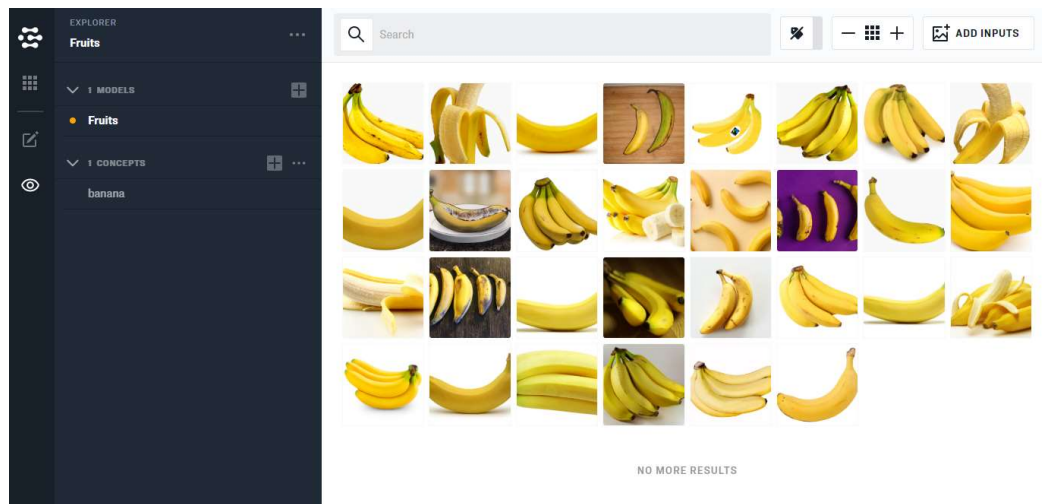 EXPLORER
Fruits
1 MODELS
Fruits
1 CONCEPTS
banana
Search
ADD INPUTS
NO MORE RESULTS